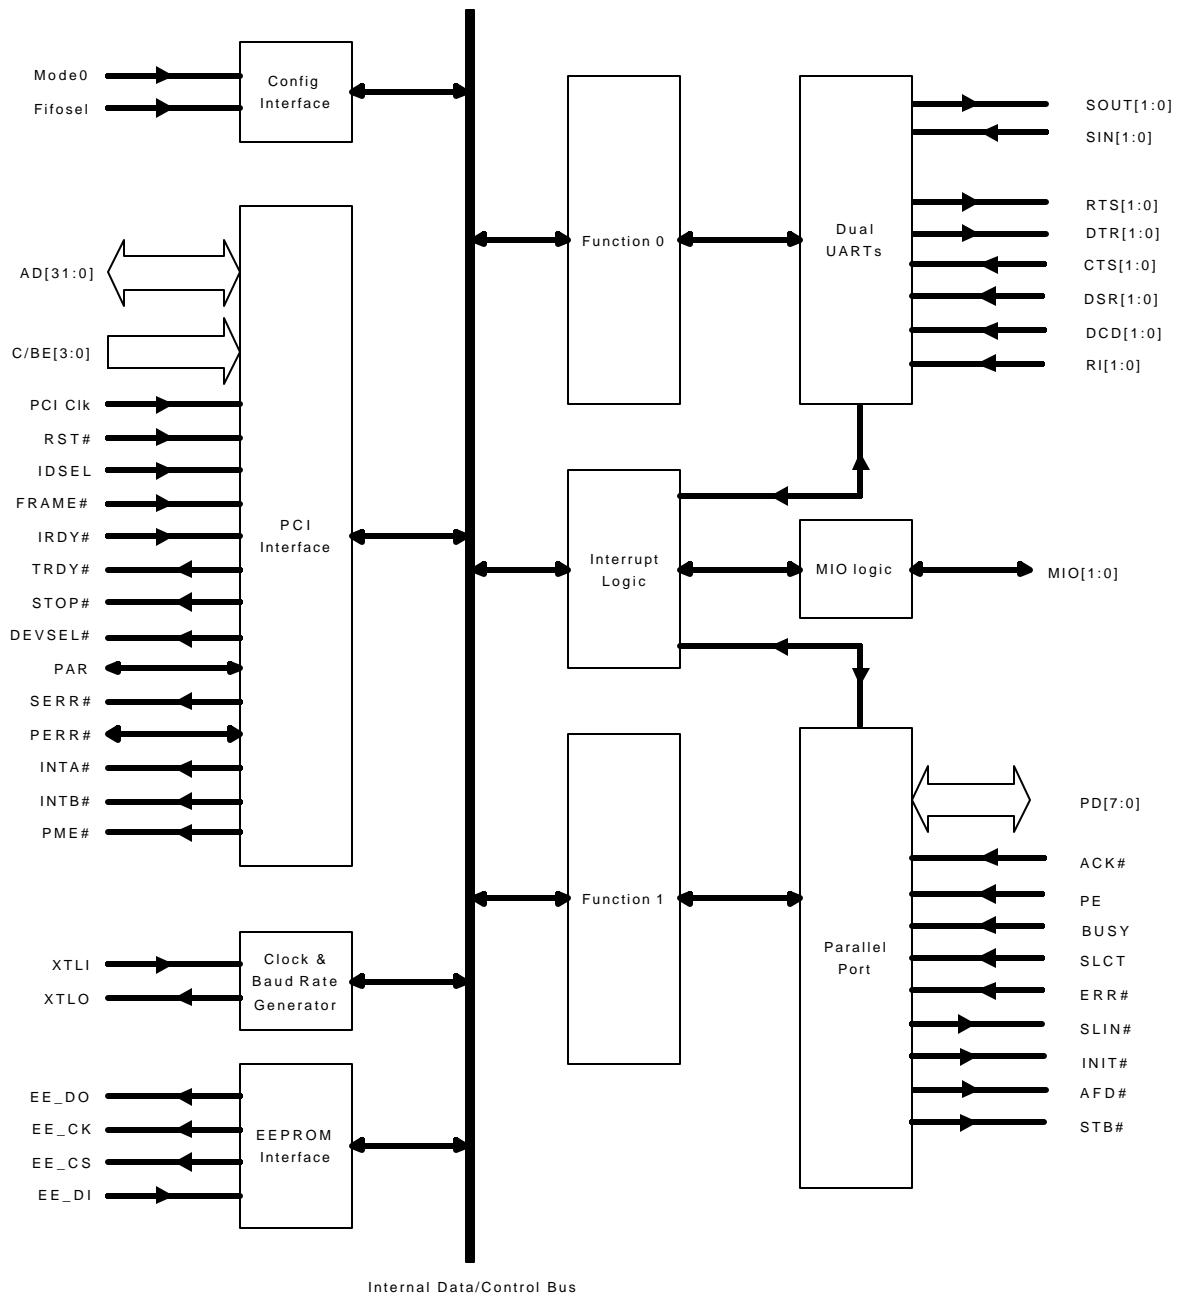 Mode0
Fifosel
Config
Interface
AD[31:0]
C/BE[3:0]
PCI Clk
RST#
IDSEL
FRAME#
IRDY#
TRDY#
STOP#
DEVSEL#
PAR
SERR#
PERR#
INTA#
INTB#
PME#
PCI
Interface
XTLI
XTLO
Clock &
Baud Rate
Generator
EE_DO
EE_CK
EE_CS
EE_DI
EEPROM
Interface
Internal Data/Control Bus
Function 0
Dual
UARTs
SOUT[1:0]
SIN[1:0]
RTS[1:0]
DTR[1:0]
CTS[1:0]
DSR[1:0]
DCD[1:0]
RI[1:0]
Interrupt
Logic
MIO logic
MIO[1:0]
Function 1
Parallel
Port
PD[7:0]
ACK#
PE
BUSY
SLCT
ERR#
SLIN#
INIT#
AFD#
STB#